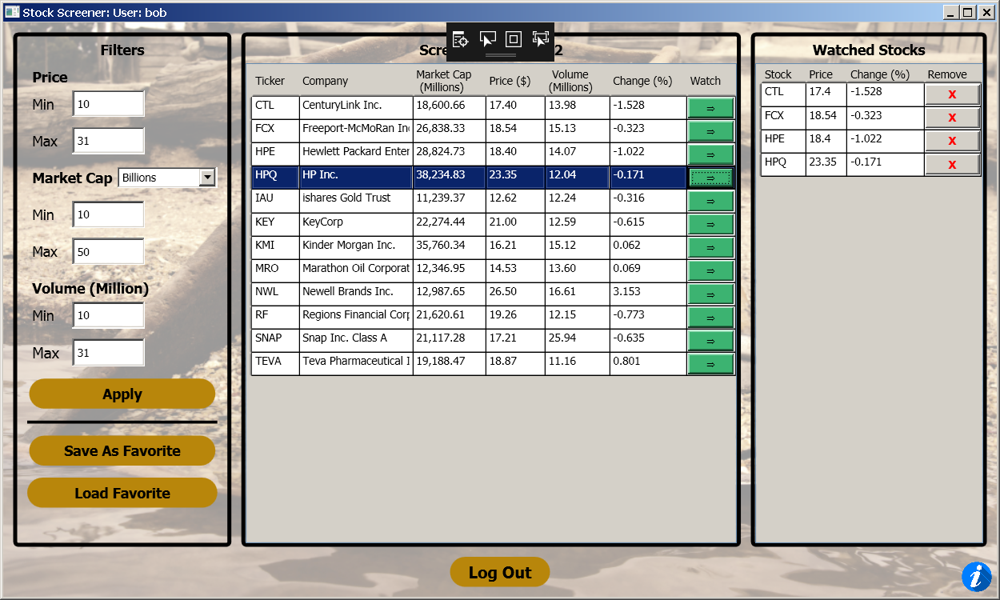 Stock Screener: User: bob
Filters
Price
Min 10
Max 31
Market Cap Billions
Min 10
Max 50
Volume (Million)
Min 10
Max 31
Apply
Save As Favorite
Load Favorite
Scre 2
Ticker Company Market Cap (Millions) Price ($) Volume (Millions) Change (%) Watch
CTL CenturyLink Inc. 18,600.66 17.40 13.98 -1.528 ⇒
FCX Freeport-McMoRan Inc 26,838.33 18.54 15.13 -0.323 ⇒
HPE Hewlett Packard Enter 28,824.73 18.40 14.07 -1.022 ⇒
HPQ HP Inc. 38,234.83 23.35 12.04 -0.171 ⇒
IAU ishares Gold Trust 11,239.37 12.62 12.24 -0.316 ⇒
KEY KeyCorp 22,274.44 21.00 12.59 -0.615 ⇒
KMI Kinder Morgan Inc. 35,760.34 16.21 15.12 0.062 ⇒
MRO Marathon Oil Corporat 12,346.95 14.53 13.60 0.069 ⇒
NWL Newell Brands Inc. 12,987.65 26.50 16.61 3.153 ⇒
RF Regions Financial Corp 21,620.61 19.26 12.15 -0.773 ⇒
SNAP Snap Inc. Class A 21,117.28 17.21 25.94 -0.635 ⇒
TEVA Teva Pharmaceutical I 19,188.47 18.87 11.16 0.801 ⇒
Watched Stocks
Stock Price Change (%) Remove
CTL 17.4 -1.528 X
FCX 18.54 -0.323 X
HPE 18.4 -1.022 X
HPQ 23.35 -0.171 X
Log Out
i